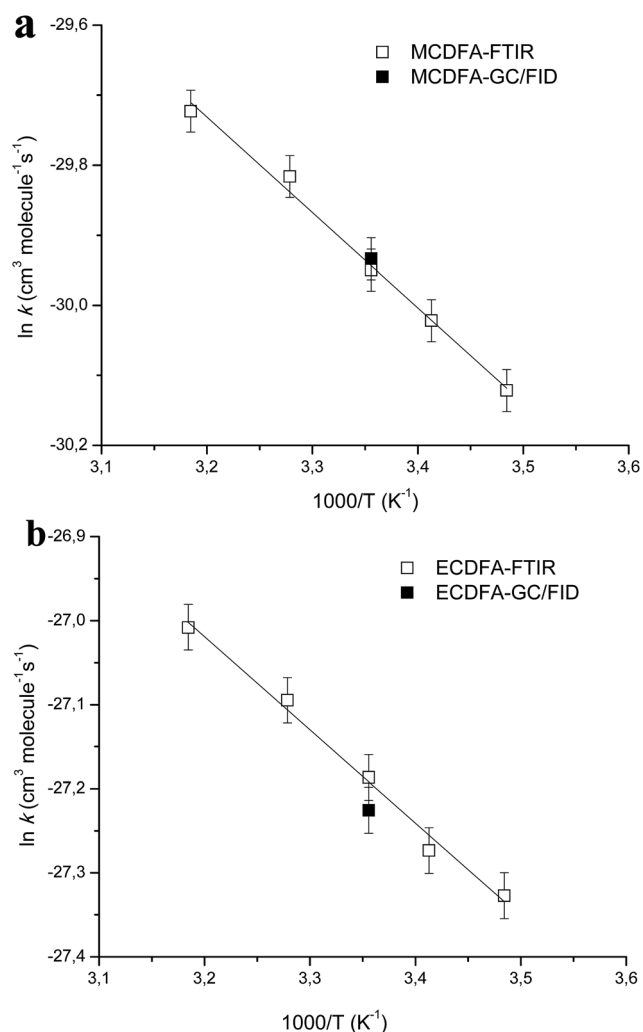 a
-29,6
MCDFA-FTIR
MCDFA-GC/FID
-29,8
ln k (cm³ molecule⁻¹s⁻¹)
-30,0
-30,2
3,1 3,2 3,3 3,4 3,5 3,6
1000/T (K⁻¹)
b
-26,9
ECDFA-FTIR
ECDFA-GC/FID
-27,0
-27,1
ln k (cm³ molecule⁻¹s⁻¹)
-27,2
-27,3
-27,4
3,1 3,2 3,3 3,4 3,5 3,6
1000/T (K⁻¹)